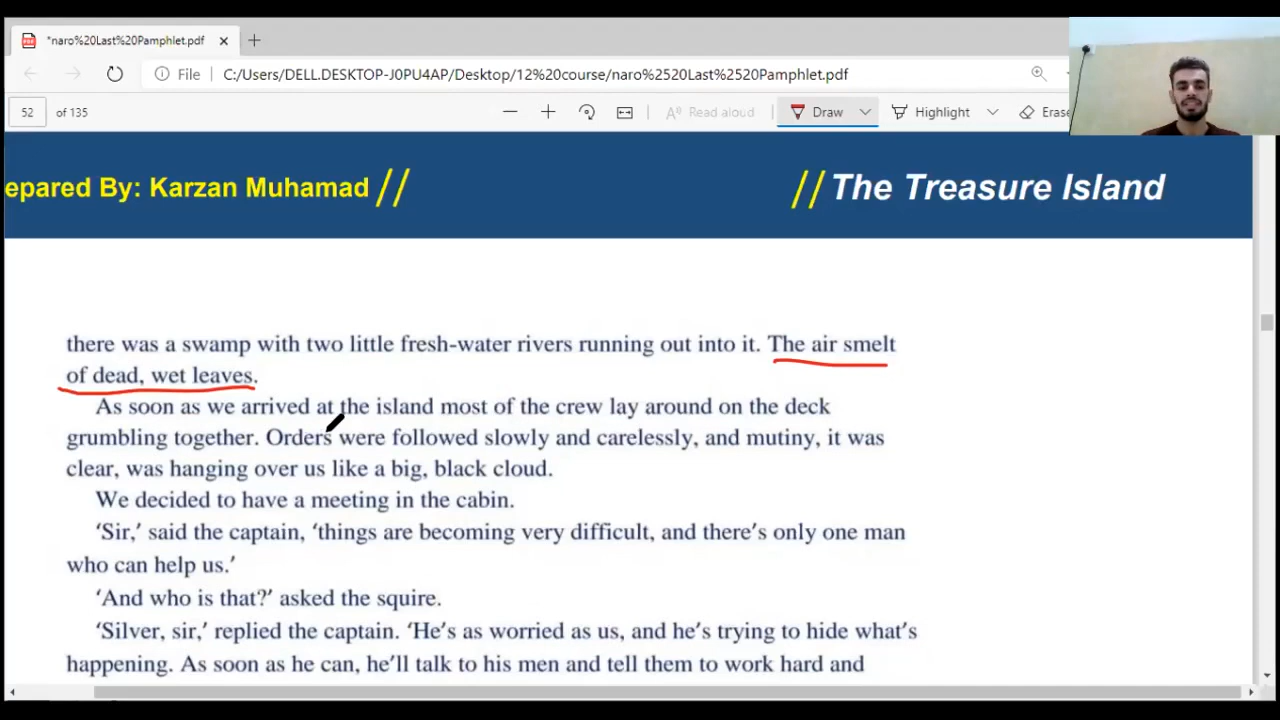 *naro%20Last%20Pamphlet.pdf
File C:/Users/DELL.DESKTOP-J0PU4AP/Desktop/12%20course/naro%2520Last%2520Pamphlet.pdf
52 of 135 Read aloud Draw Highlight Erase
epared By: Karzan Muhamad // // The Treasure Island
there was a swamp with two little fresh-water rivers running out into it. The air smelt
of dead, wet leaves.
As soon as we arrived at the island most of the crew lay around on the deck
grumbling together. Orders were followed slowly and carelessly, and mutiny, it was
clear, was hanging over us like a big, black cloud.
We decided to have a meeting in the cabin.
‘Sir,’ said the captain, ‘things are becoming very difficult, and there’s only one man
who can help us.’
‘And who is that?’ asked the squire.
‘Silver, sir,’ replied the captain. ‘He’s as worried as us, and he’s trying to hide what’s
happening. As soon as he can, he’ll talk to his men and tell them to work hard and